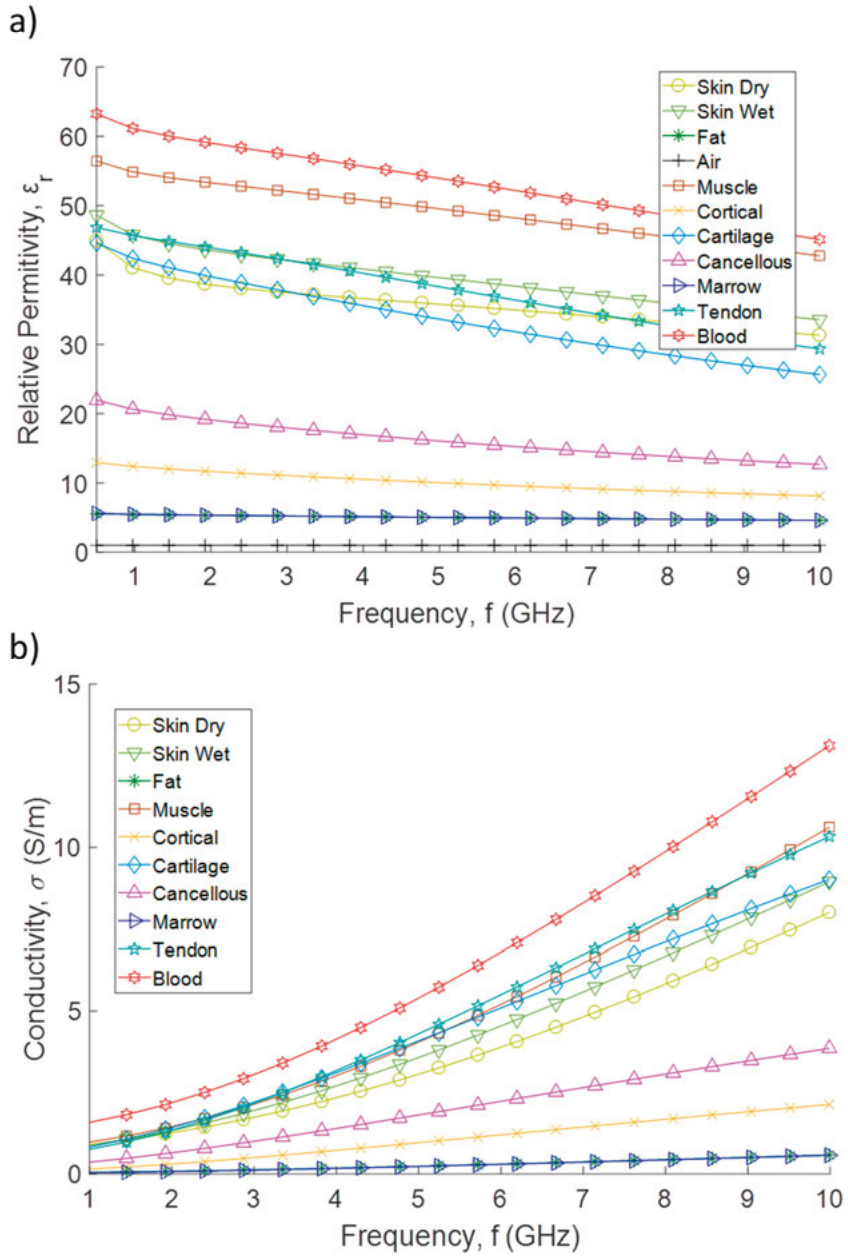 a)
70
60
50
40
30
20
10
0
Relative Permitivity, εr
Skin Dry
Skin Wet
Fat
Air
Muscle
Cortical
Cartilage
Cancellous
Marrow
Tendon
Blood
1 2 3 4 5 6 7 8 9 10
Frequency, f (GHz)
b)
15
10
5
0
Conductivity, σ (S/m)
Skin Dry
Skin Wet
Fat
Muscle
Cortical
Cartilage
Cancellous
Marrow
Tendon
Blood
1 2 3 4 5 6 7 8 9 10
Frequency, f (GHz)